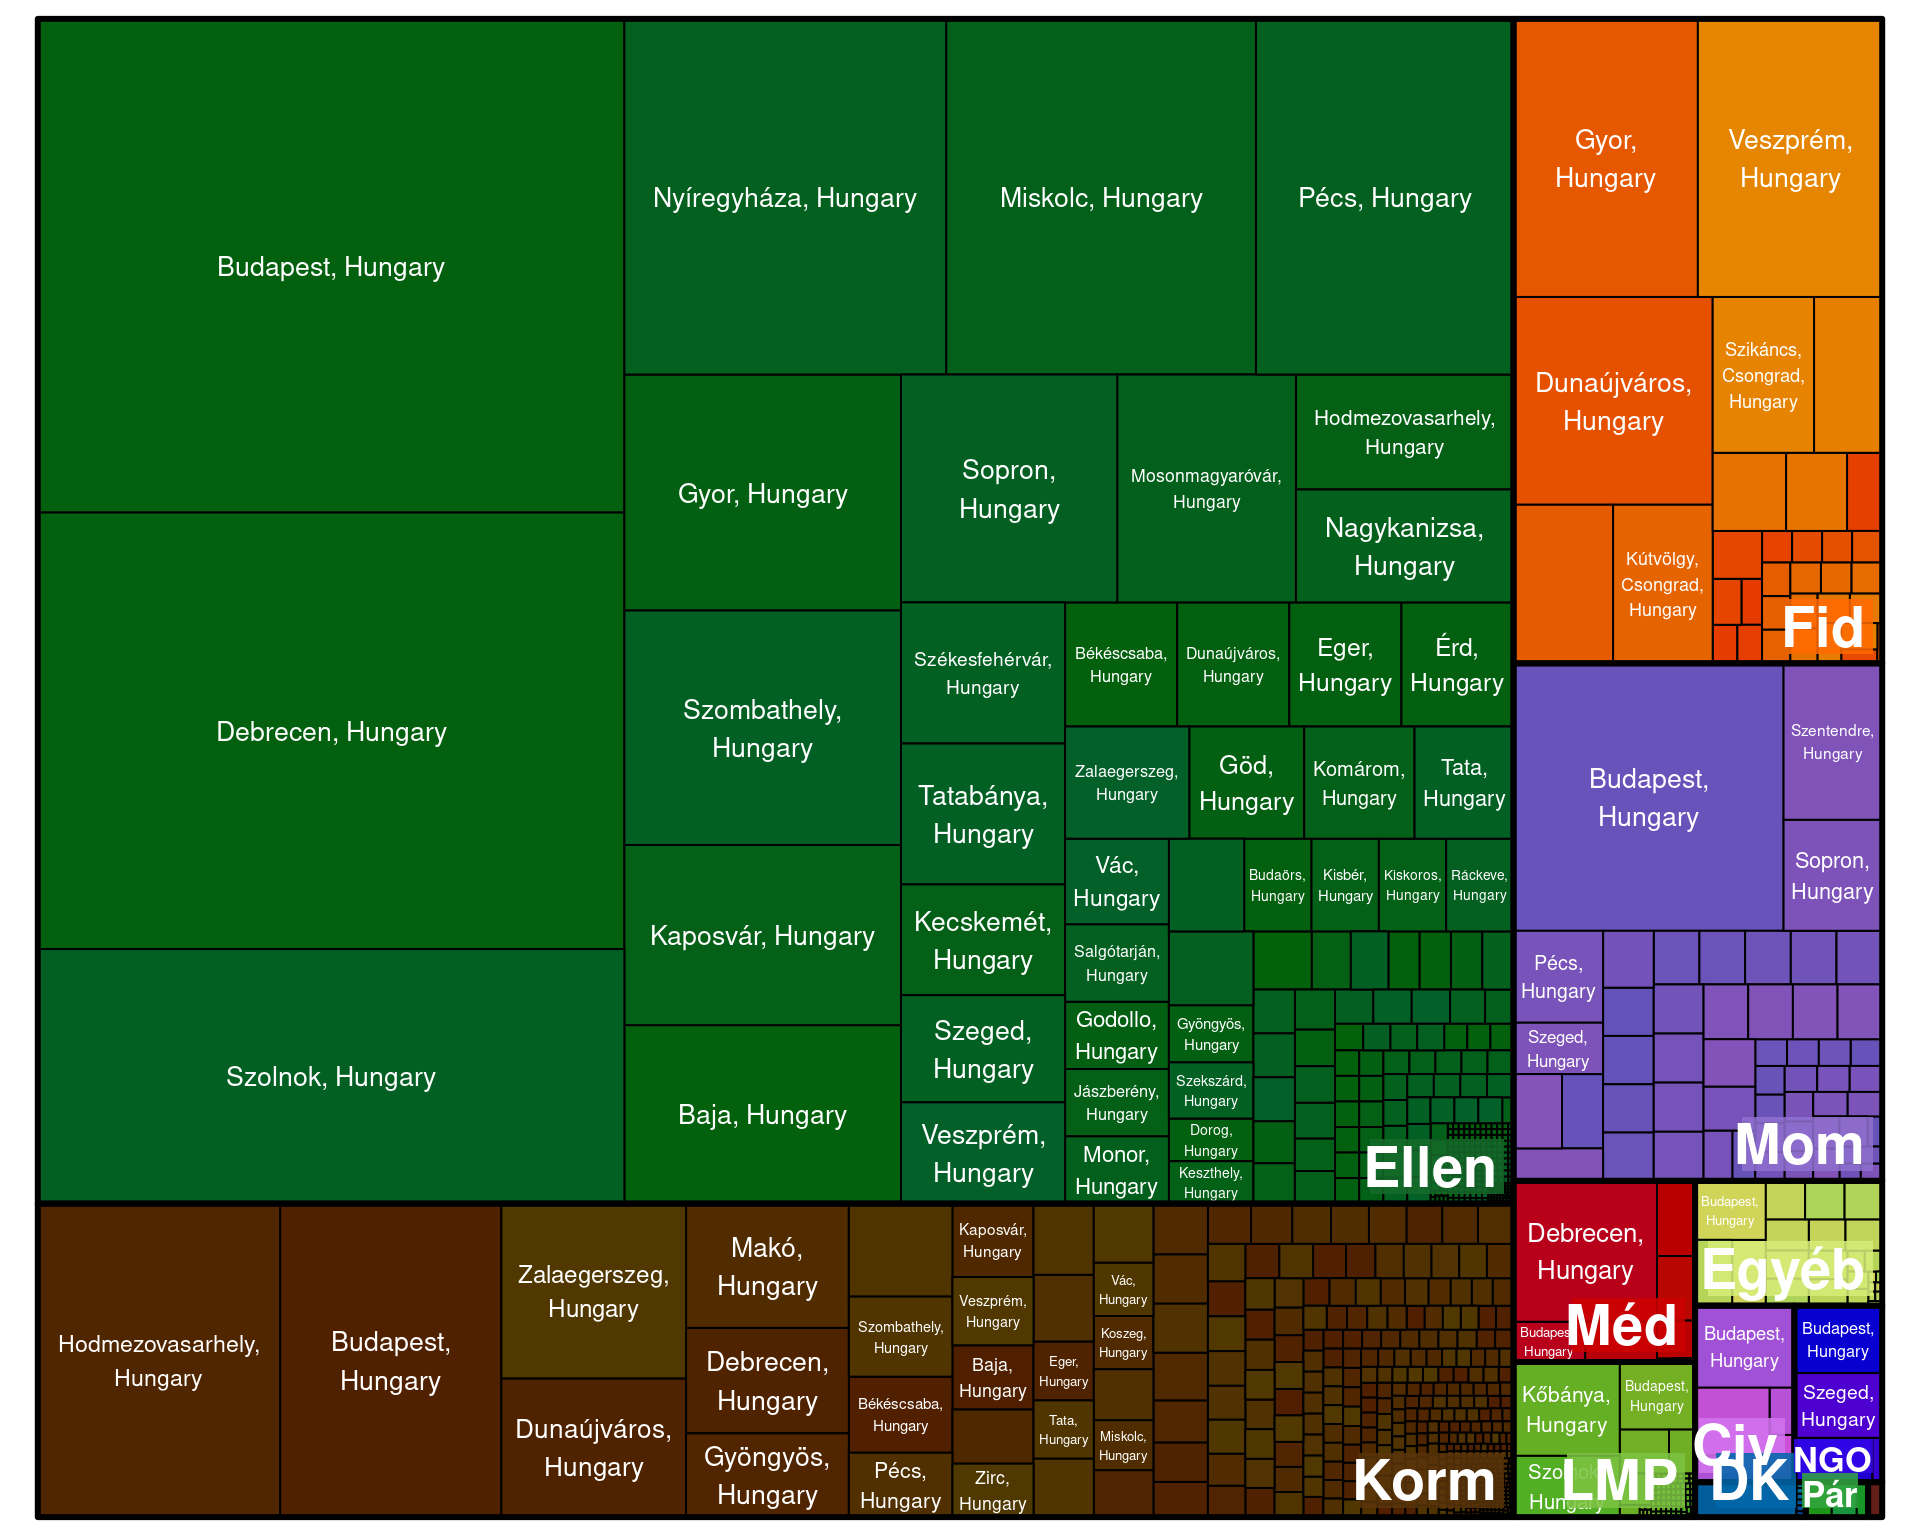 Budapest, Hungary
Debrecen, Hungary
Szolnok, Hungary
Nyíregyháza, Hungary
Miskolc, Hungary
Pécs, Hungary
Gyor, Hungary
Sopron,
Hungary
Mosonmagyaróvár,
Hungary
Hodmezovasarhely,
Hungary
Nagykanizsa,
Hungary
Szombathely,
Hungary
Kaposvár, Hungary
Baja, Hungary
Székesfehérvár,
Hungary
Tatabánya,
Hungary
Kecskemét,
Hungary
Szeged,
Hungary
Veszprém,
Hungary
Békéscsaba,
Hungary
Dunaújváros,
Hungary
Eger,
Hungary
Érd,
Hungary
Zalaegerszeg,
Hungary
Göd,
Hungary
Komárom,
Hungary
Tata,
Hungary
Vác,
Hungary
Budaörs,
Hungary
Kisbér,
Hungary
Kiskoros,
Hungary
Ráckeve,
Hungary
Salgótarján,
Hungary
Godollo,
Hungary
Jászberény,
Hungary
Monor,
Hungary
Gyöngyös,
Hungary
Szekszárd,
Hungary
Dorog,
Hungary
Keszthely,
Hungary
Ellen
Gyor,
Hungary
Veszprém,
Hungary
Dunaújváros,
Hungary
Szikáncs,
Csongrad,
Hungary
Kútvölgy,
Csongrad,
Hungary
Fid
Budapest,
Hungary
Szentendre,
Hungary
Sopron,
Hungary
Pécs,
Hungary
Szeged,
Hungary
Mom
Hodmezovasarhely,
Hungary
Budapest,
Hungary
Zalaegerszeg,
Hungary
Dunaújváros,
Hungary
Makó,
Hungary
Debrecen,
Hungary
Gyöngyös,
Hungary
Szombathely,
Hungary
Békéscsaba,
Hungary
Pécs,
Hungary
Kaposvár,
Hungary
Veszprém,
Hungary
Baja,
Hungary
Zirc,
Hungary
Eger,
Hungary
Tata,
Hungary
Vác,
Hungary
Koszeg,
Hungary
Miskolc,
Hungary
Korm
Debrecen,
Hungary
Budapest,
Hungary
Méd
Budapest,
Hungary
Egyéb
Kőbánya,
Hungary
Budapest,
Hungary
Szolnok,
Hungary
LMP
Budapest,
Hungary
Civ
Budapest,
Hungary
Szeged,
Hungary
NGO
DK
Pár